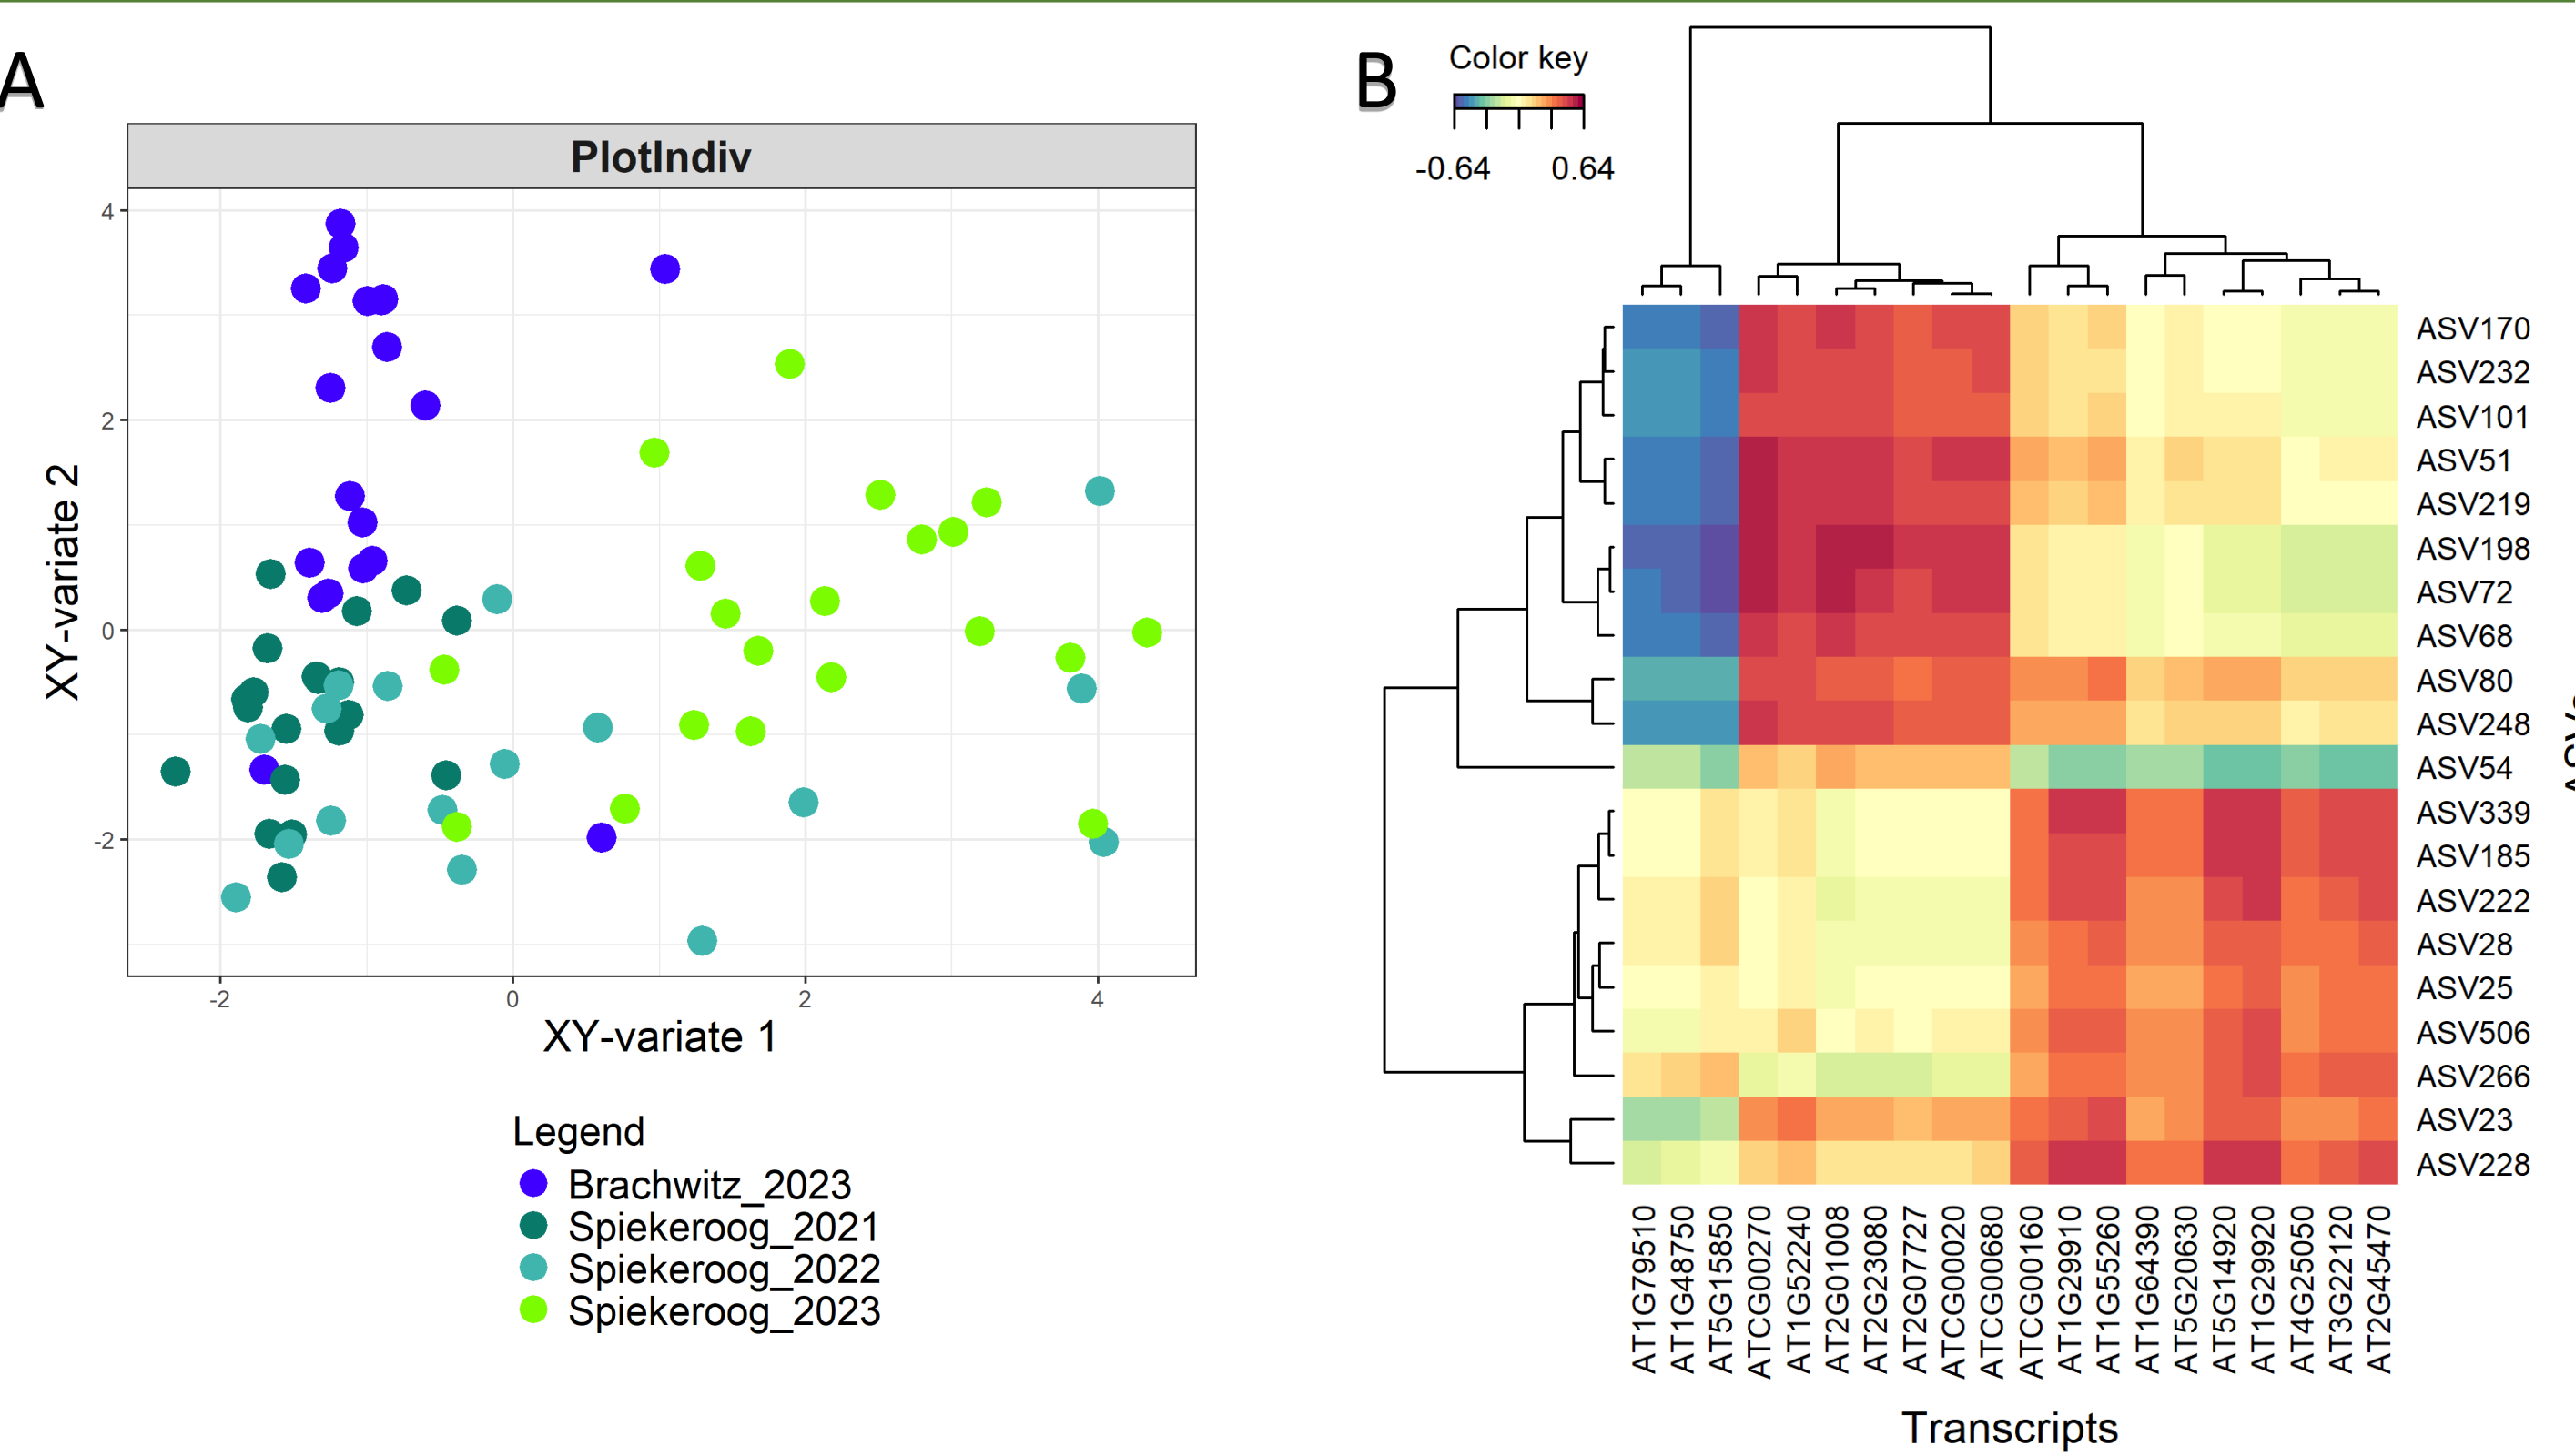 A
PlotIndiv
4
2
0
-2
-2
0
2
4
XY-variate 2
XY-variate 1
Legend
Brachwitz_2023
Spiekeroog_2021
Spiekeroog_2022
Spiekeroog_2023
B
Color key
-0.64
0.64
ASV170
ASV232
ASV101
ASV51
ASV219
ASV198
ASV72
ASV68
ASV80
ASV248
ASV54
ASV339
ASV185
ASV222
ASV28
ASV25
ASV506
ASV266
ASV23
ASV228
AT1G79510
AT1G48750
AT5G15850
ATCG00270
AT1G52240
AT2G01008
AT2G23080
AT2G07727
ATCG00020
ATCG00680
ATCG00160
AT1G29910
AT1G55260
AT1G64390
AT5G20630
AT5G14920
AT1G29920
AT4G25050
AT3G22120
AT2G45470
Transcripts